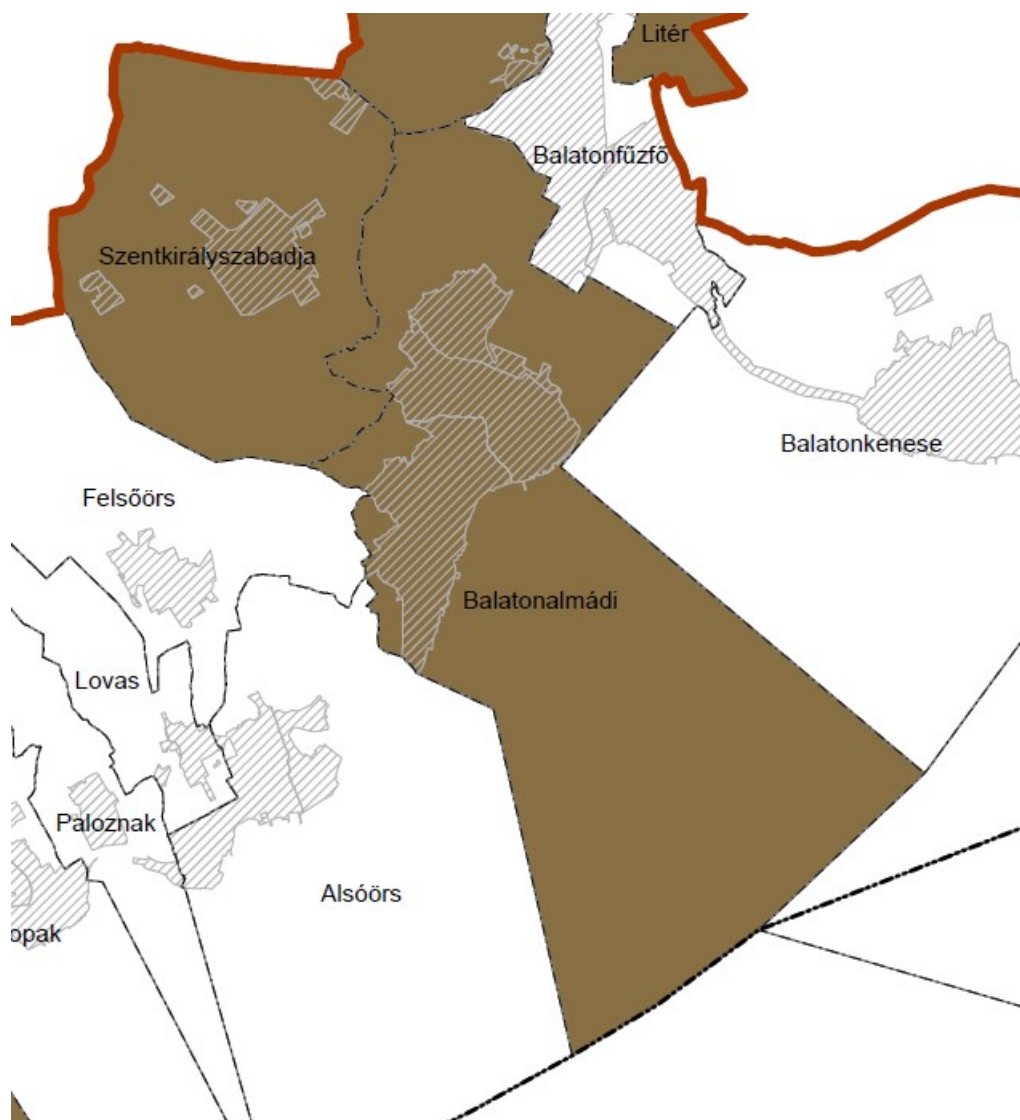 Litér
Balatonfűzfő
Szentkirályszabadja
Balatonkenese
Felsőörs
Balatonalmádi
Lovas
Paloznak
Alsóörs
opak